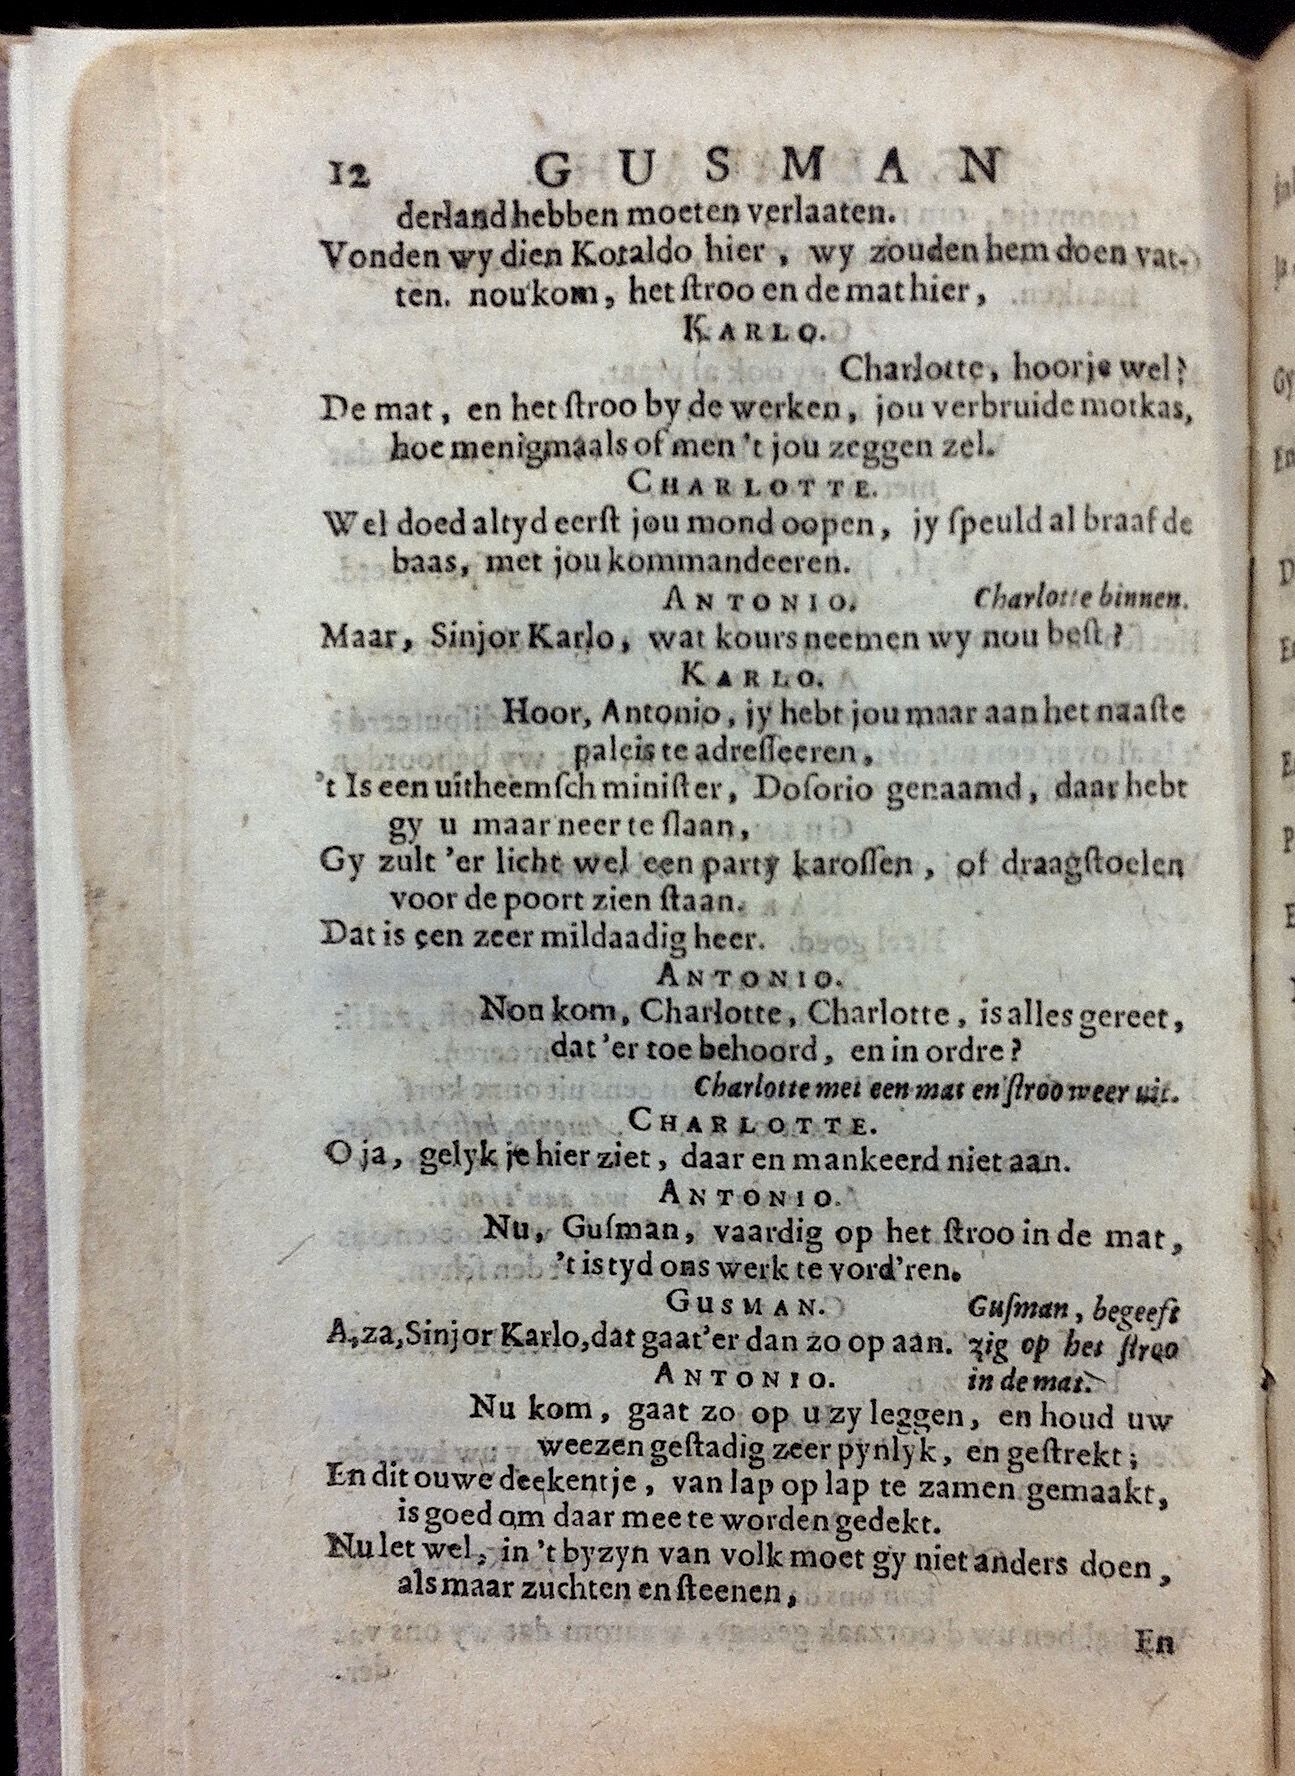 12 GUSMAN
derland hebben moeten verlaaten.
Vonden wy dien Koraldo hier, wy zouden hem doen vat-
ten. nou kom, het ſtroo en de mat hier,
KARLO.
Charlotte, hoorje wel?
De mat, en het ſtroo by de werken, jou verbruide motkas,
hoe menigmaals of men 't jou zeggen zel.
CHARLOTTE.
Wel doed altyd eerſt jou mond oopen, jy ſpeuld al braaf de
baas, met jou kommandeeren.
ANTONIO. Charlotte binnen.
Maar, Sinjor Karlo, wat kours neemen wy nou beſt?
KARLO.
Hoor, Antonio, jy hebt jou maar aan het naaſte
paleis te adreſſeeren,
't Is een uitheemſch miniſter, Doſorio genaamd, daar hebt
gy u maar neer te ſlaan,
Gy zult 'er licht wel een party karoſſen, of draagſtoelen
voor de poort zien ſtaan.
Dat is een zeer mildaadig heer.
ANTONIO.
Nou kom, Charlotte, Charlotte, is alles gereet,
dat 'er toe behoord, en in ordre?
Charlotte met een mat en ſtroo weer uit.
CHARLOTTE.
O ja, gelyk je hier ziet, daar en mankeerd niet aan.
ANTONIO.
Nu, Guſman, vaardig op het ſtroo in de mat,
't is tyd ons werk te vord'ren.
GUSMAN. Guſman, begeeft
A, za, Sinjor Karlo, dat gaat'er dan zo op aan. zig op het ſtroo
ANTONIO. in de mat.
Nu kom, gaat zo op u zy leggen, en houd uw
weezen geſtadig zeer pynlyk, en geſtrekt;
En dit ouwe deekentje, van lap op lap te zamen gemaakt,
is goed om daar mee te worden gedekt.
Nu let wel, in 't byzyn van volk moet gy niet anders doen,
als maar zuchten en ſteenen,
En